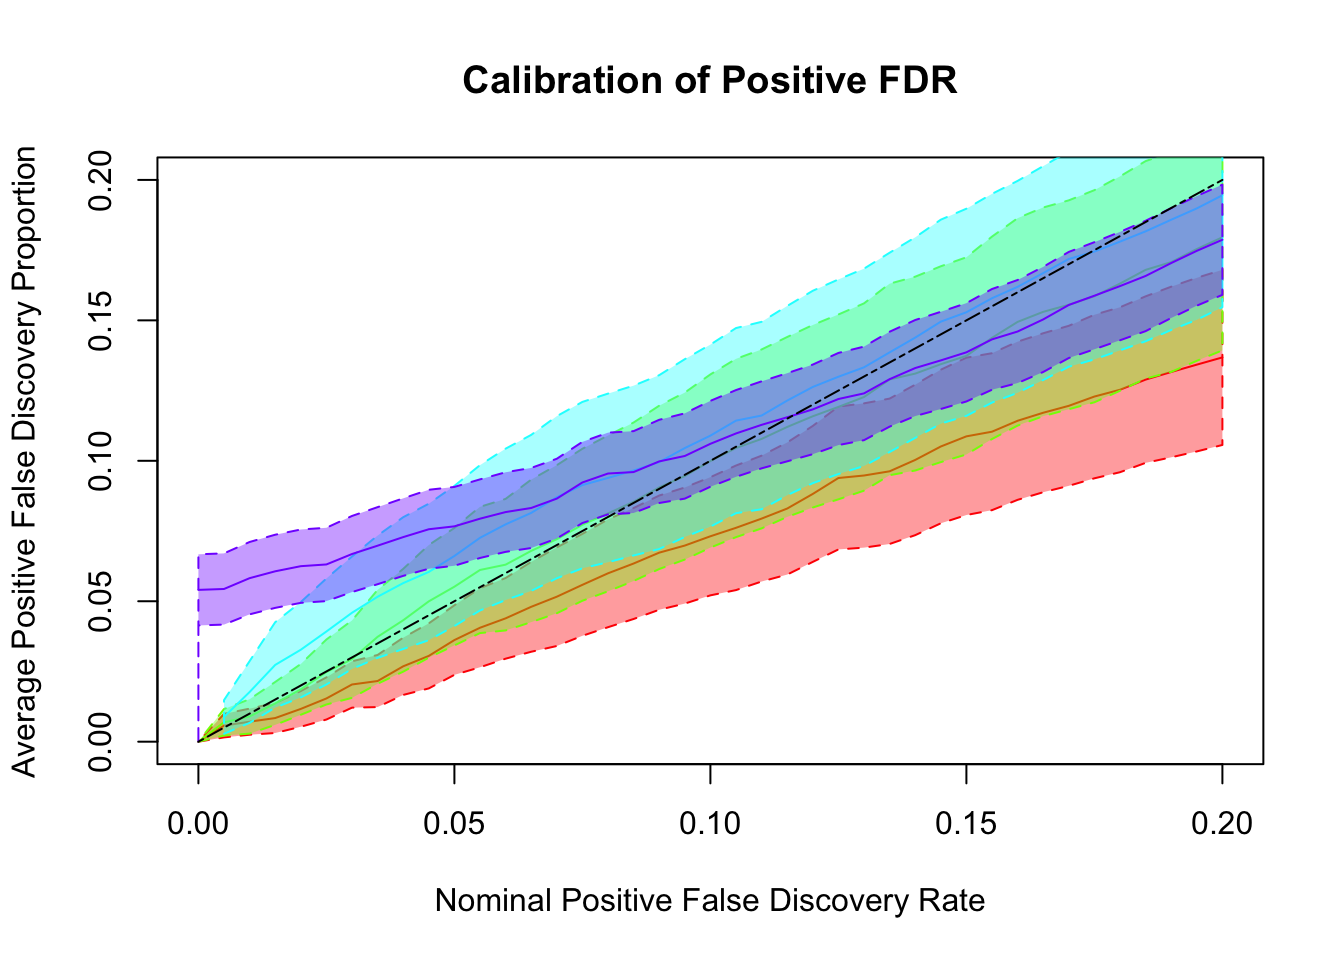 Calibration of Positive FDR
Average Positive False Discovery Proportion
0.20
0.15
0.10
0.05
0.00
0.00 0.05 0.10 0.15 0.20
Nominal Positive False Discovery Rate